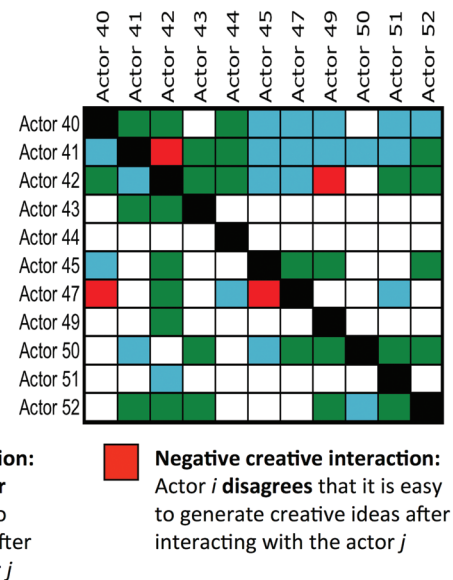 Actor 40
Actor 41
Actor 42
Actor 43
Actor 44
Actor 45
Actor 47
Actor 49
Actor 50
Actor 51
Actor 52
Actor 40
Actor 41
Actor 42
Actor 43
Actor 44
Actor 45
Actor 47
Actor 49
Actor 50
Actor 51
Actor 52
ion:
r
o
fter
j
Negative creative interaction:
Actor i disagrees that it is easy
to generate creative ideas after
interacting with the actor j